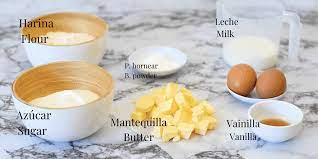 Harina
Flour
Leche
Milk
P. hornear
B. powder
Azúcar
Sugar
Mantequilla
Butter
Vainilla
Vanilla